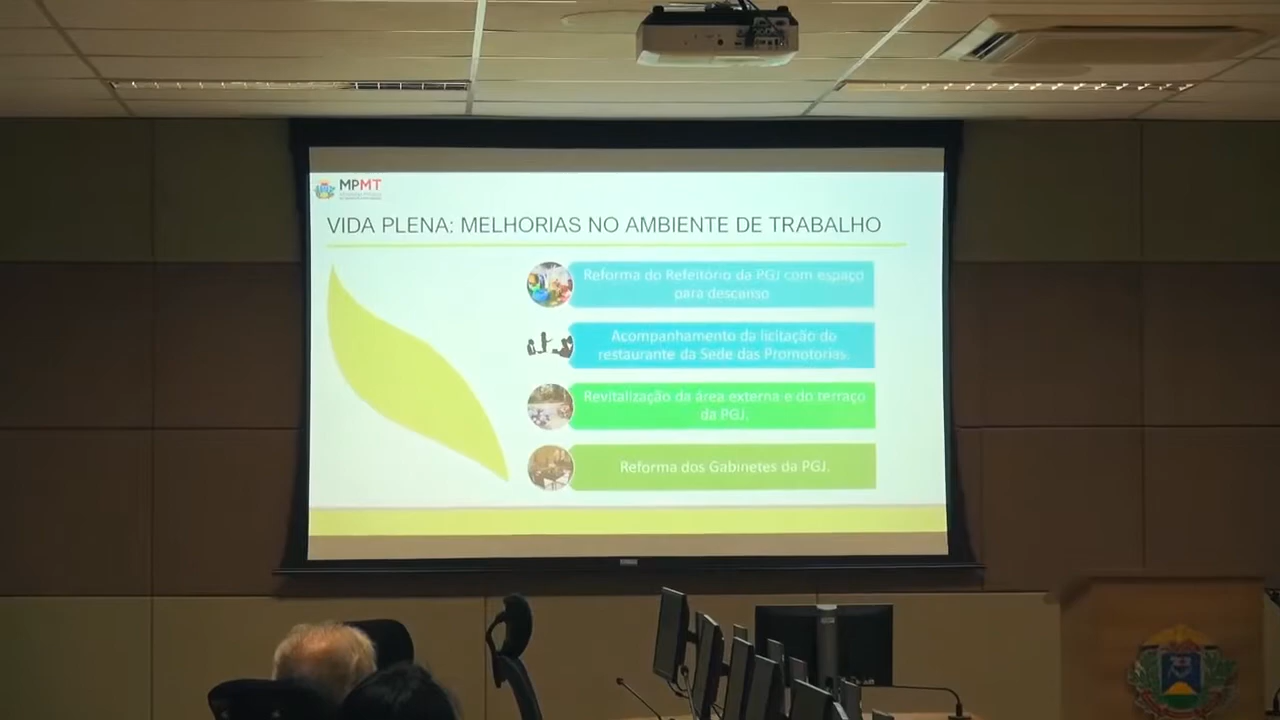 MPMT
VIDA PLENA: MELHORIAS NO AMBIENTE DE TRABALHO
Reforma do Refeitório da PGJ com espaço
para descanso
Acompanhamento da licitação do
restaurante da Sede das Promotorias.
Revitalização da área externa e do terraço
da PGJ.
Reforma dos Gabinetes da PGJ.